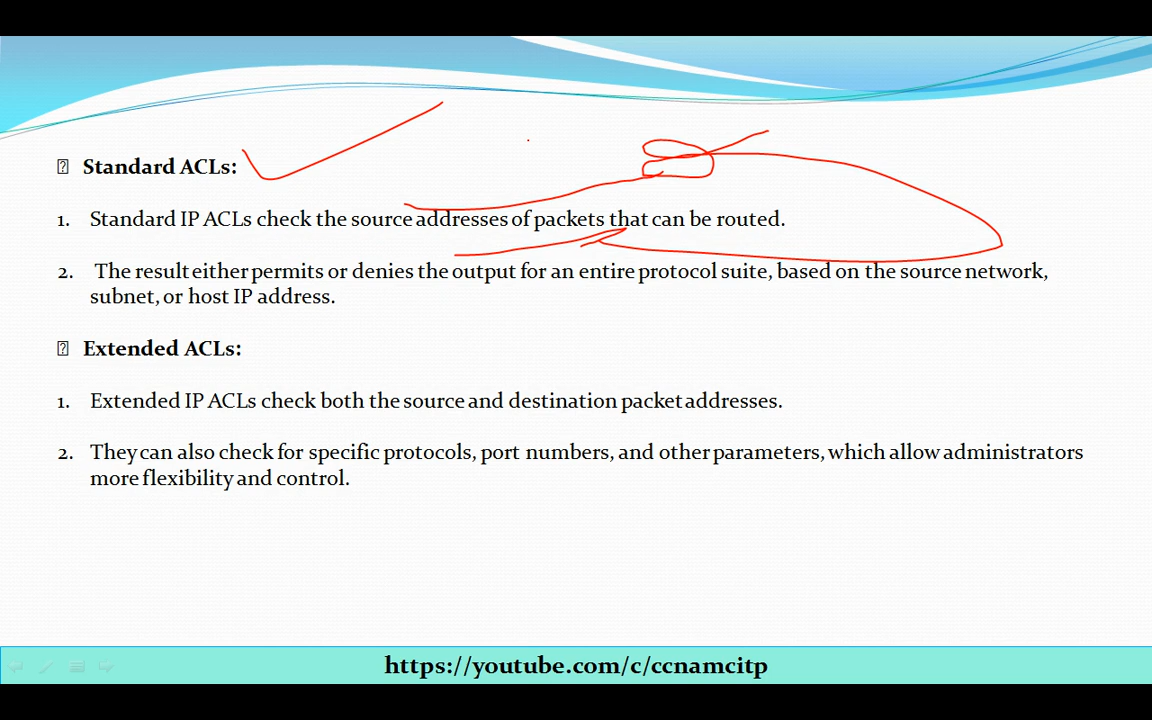 Standard ACLs:
1. Standard IP ACLs check the source addresses of packets that can be routed.
2. The result either permits or denies the output for an entire protocol suite, based on the source network,
subnet, or host IP address.
Extended ACLs:
1. Extended IP ACLs check both the source and destination packet addresses.
2. They can also check for specific protocols, port numbers, and other parameters, which allow administrators
more flexibility and control.
https://youtube.com/c/ccnamcitp